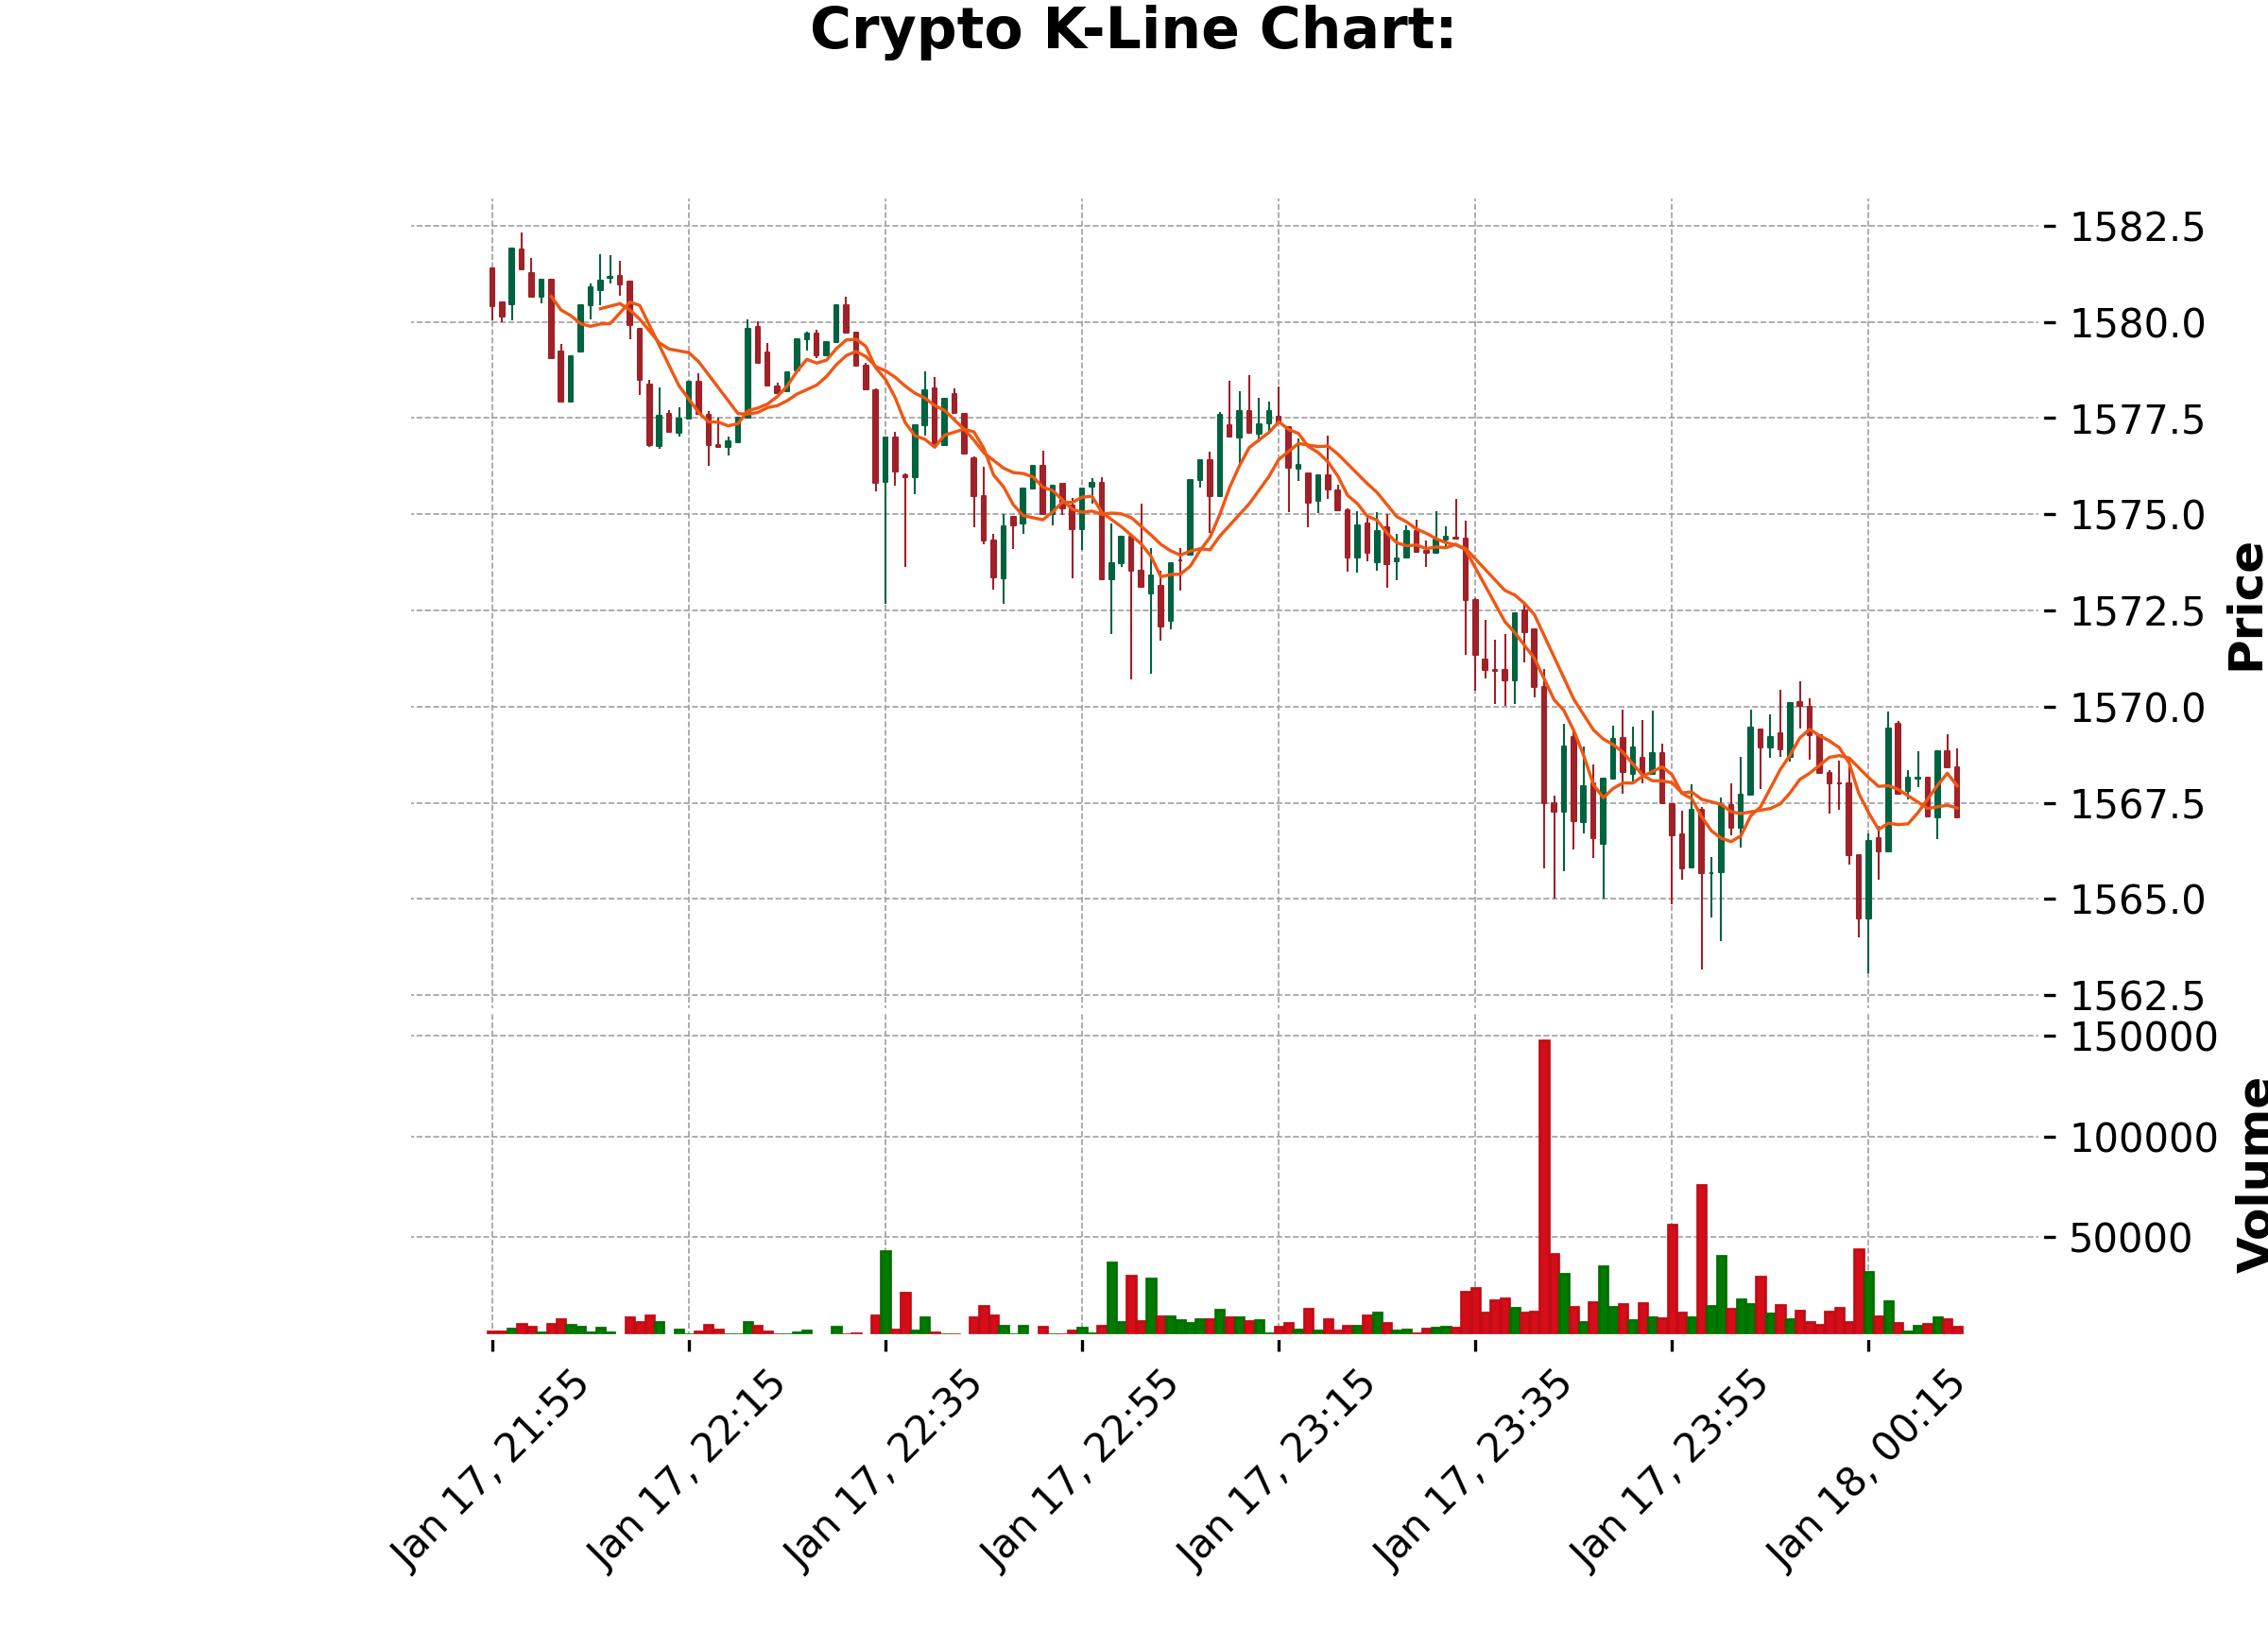 Crypto K-Line Chart:
1582.5
1580.0
1577.5
1575.0
1572.5
1570.0
1567.5
1565.0
1562.5
Price
150000
100000
50000
Volume
Jan 17, 21:55
Jan 17, 22:15
Jan 17, 22:35
Jan 17, 22:55
Jan 17, 23:15
Jan 17, 23:35
Jan 17, 23:55
Jan 18, 00:15